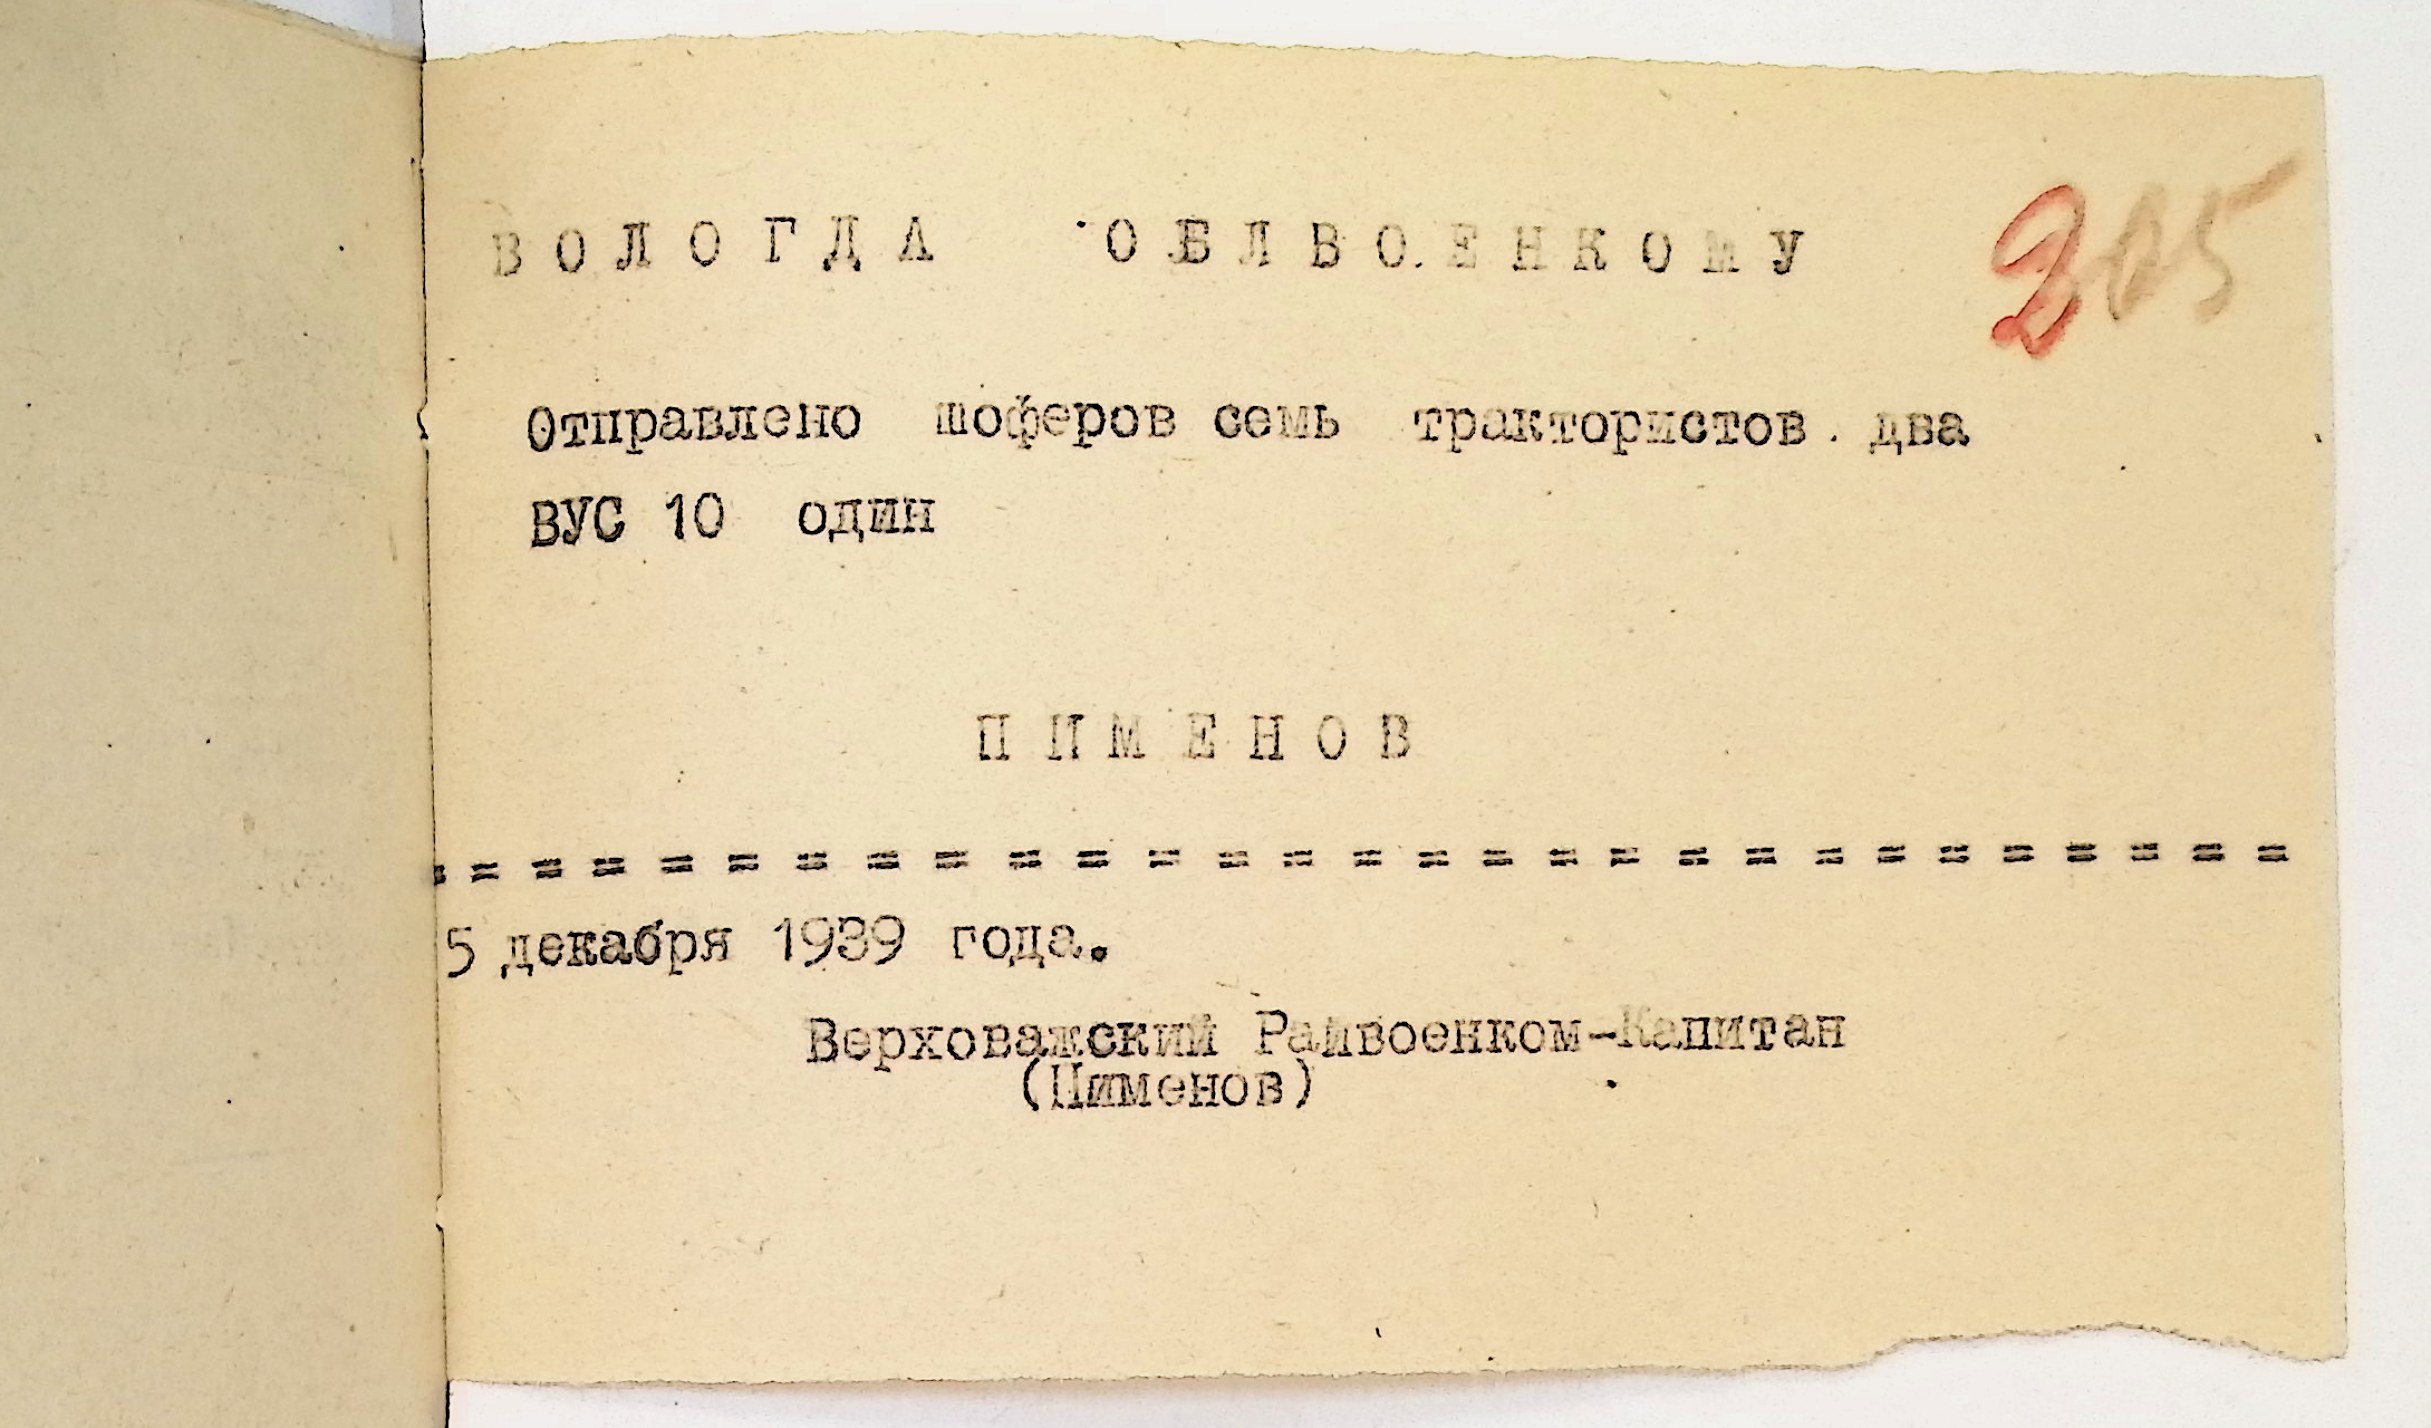 ВОЛОГДА ОБЛВОЕНКОМУ
205
Отправлено шоферов семь трактористов два
ВУС 10 один
ПИМЕНОВ
= = = = = = = = = = = = = = = = = = = = = = = = = = = = =
5 декабря 1939 года.
Верховажский Райвоенком-Капитан
(Пименов)